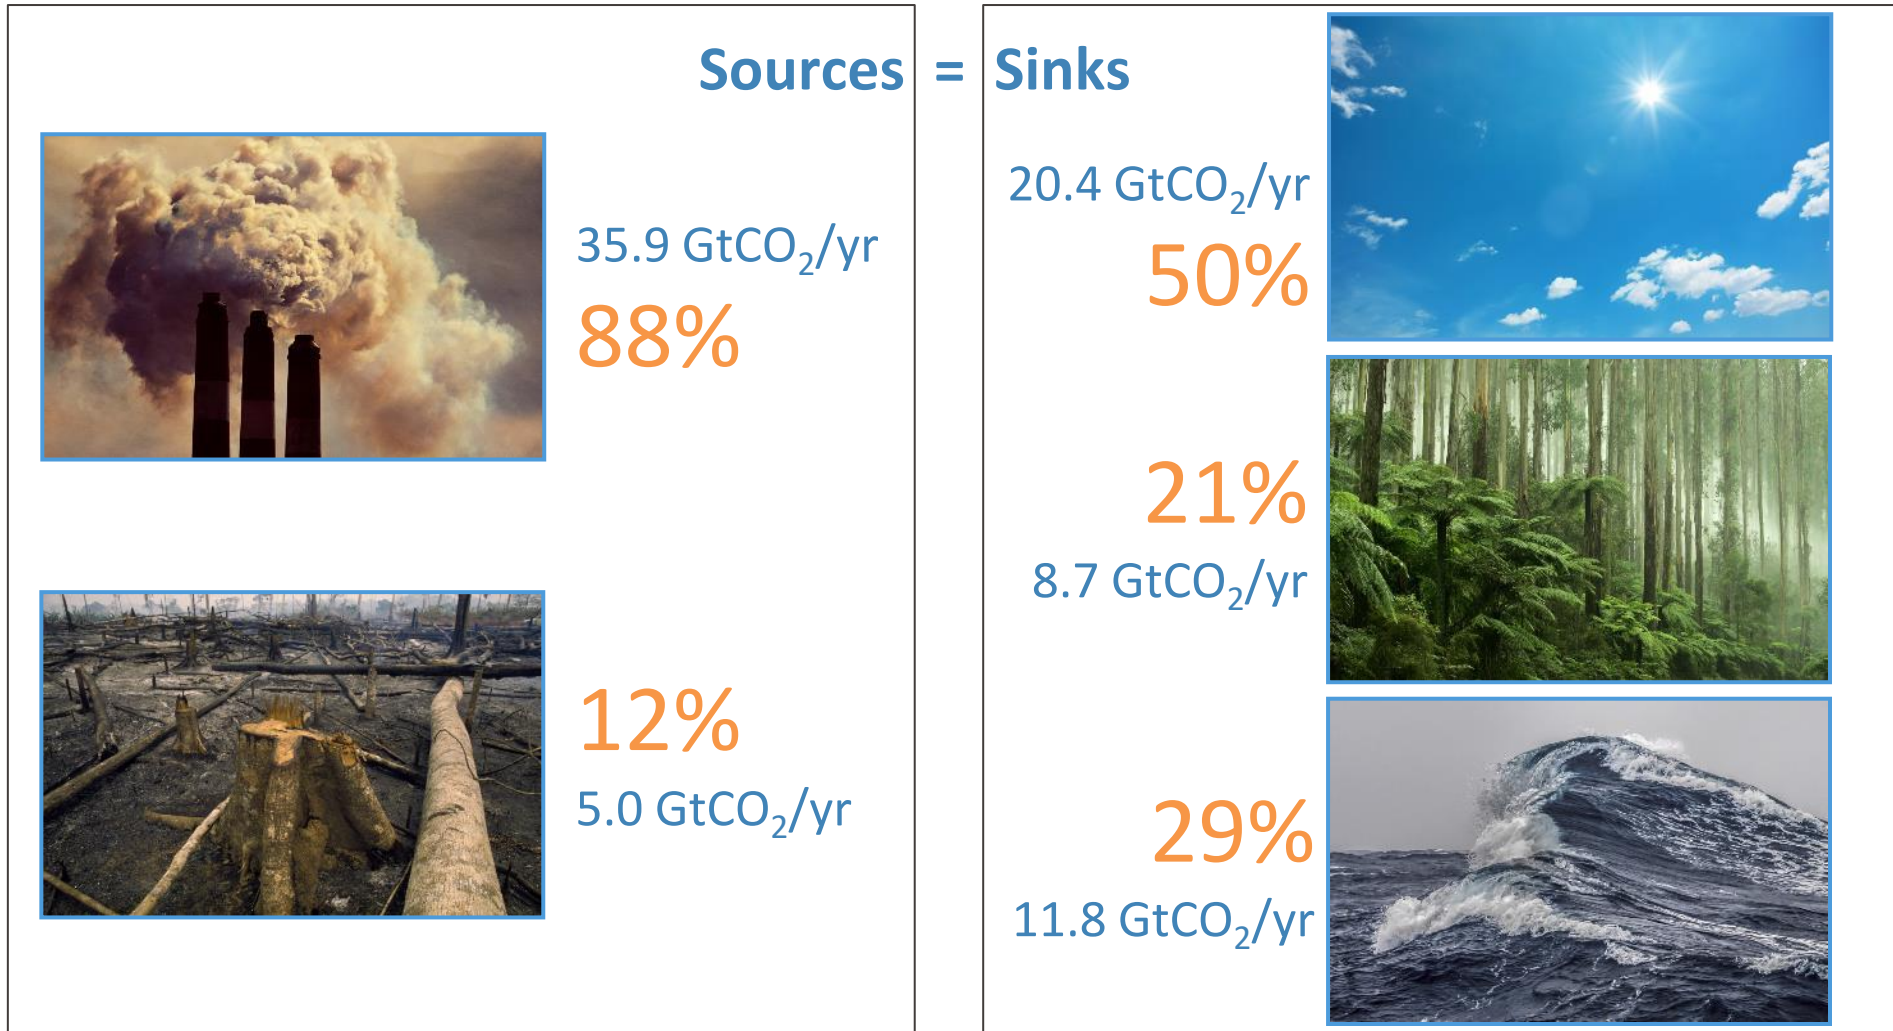 Sources = Sinks
35.9 GtCO₂/yr
88%
12%
5.0 GtCO₂/yr
20.4 GtCO₂/yr
50%
21%
8.7 GtCO₂/yr
29%
11.8 GtCO₂/yr